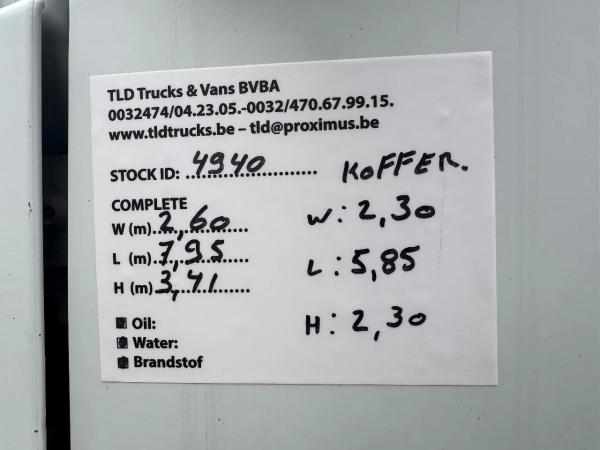 TLD Trucks & Vans BVBA
0032474/04.23.05.-0032/470.67.99.15.
www.tldtrucks.be – tld@proximus.be
STOCK ID: 4940
KOFFER.
COMPLETE
W (m) 2,60
W: 2,30
L (m) 7,95
L: 5,85
H (m) 3,41
H: 2,30
Oil:
Water:
Brandstof